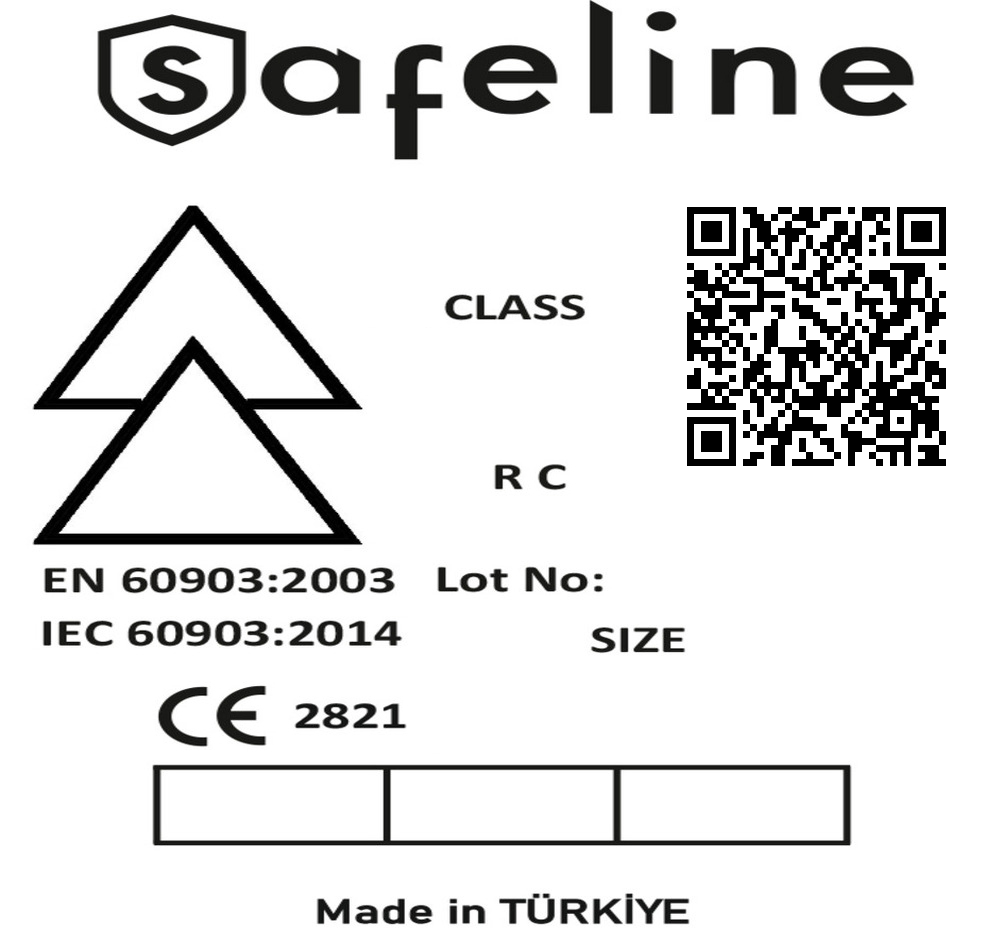 safeline
CLASS
R C
EN 60903:2003 Lot No:
IEC 60903:2014
SIZE
CE 2821
Made in TÜRKİYE